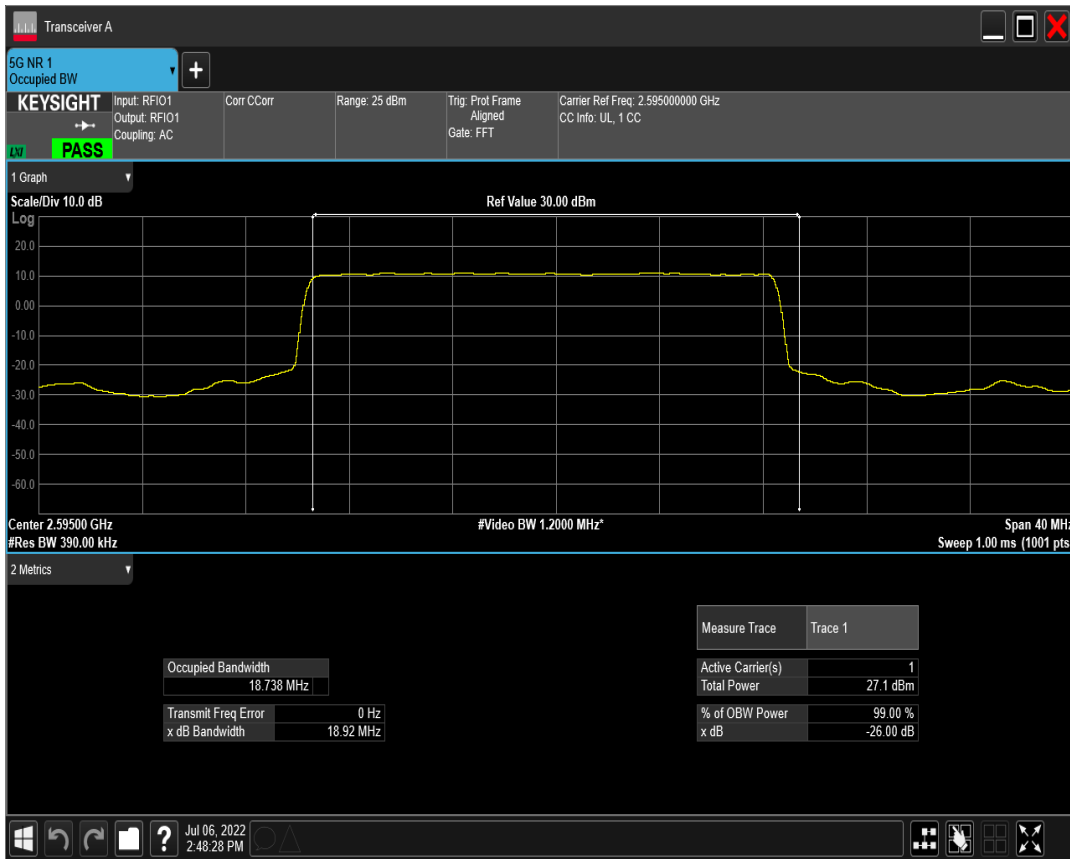 Transceiver A
5G NR 1
Occupied BW
KEYSIGHT
Input: RFIO1
Output: RFIO1
Coupling: AC
Corr CCorr
Range: 25 dBm
Trig: Prot Frame
Aligned
Gate: FFT
Carrier Ref Freq: 2.595000000 GHz
CC Info: UL, 1 CC
LXI
PASS
1 Graph
Scale/Div 10.0 dB
Ref Value 30.00 dBm
Log
20.0
10.0
0.00
-10.0
-20.0
-30.0
-40.0
-50.0
-60.0
Center 2.59500 GHz
#Video BW 1.2000 MHz*
Span 40 MHz
#Res BW 390.00 kHz
Sweep 1.00 ms (1001 pts
2 Metrics
Measure Trace
Trace 1
Occupied Bandwidth
18.738 MHz
Active Carrier(s) 1
Total Power 27.1 dBm
Transmit Freq Error 0 Hz
x dB Bandwidth 18.92 MHz
% of OBW Power 99.00 %
x dB -26.00 dB
?
Jul 06, 2022
2:48:28 PM